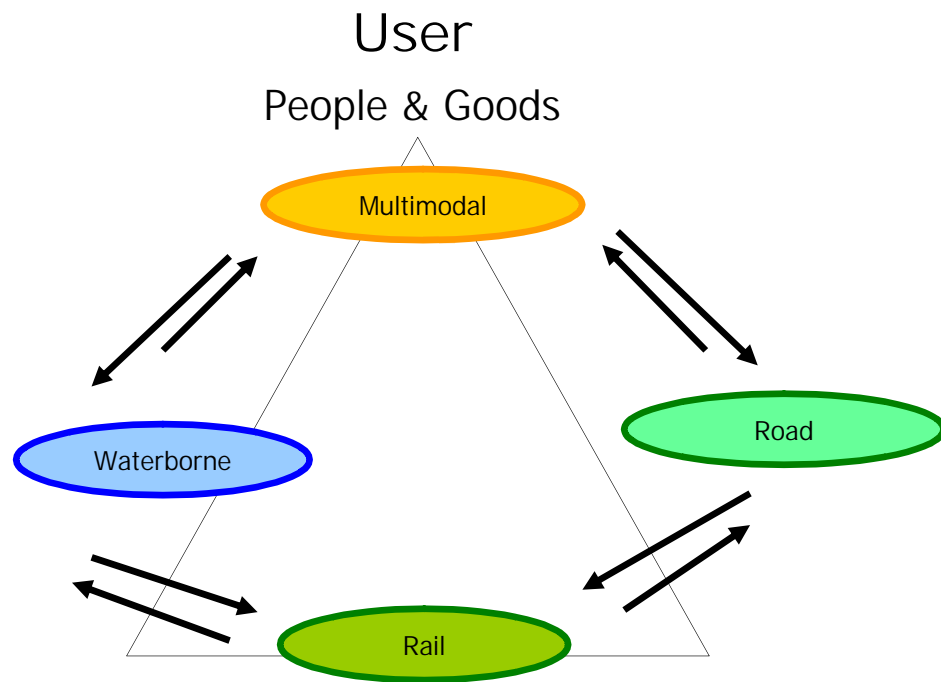 User
People & Goods
Multimodal
Road
Waterborne
Rail